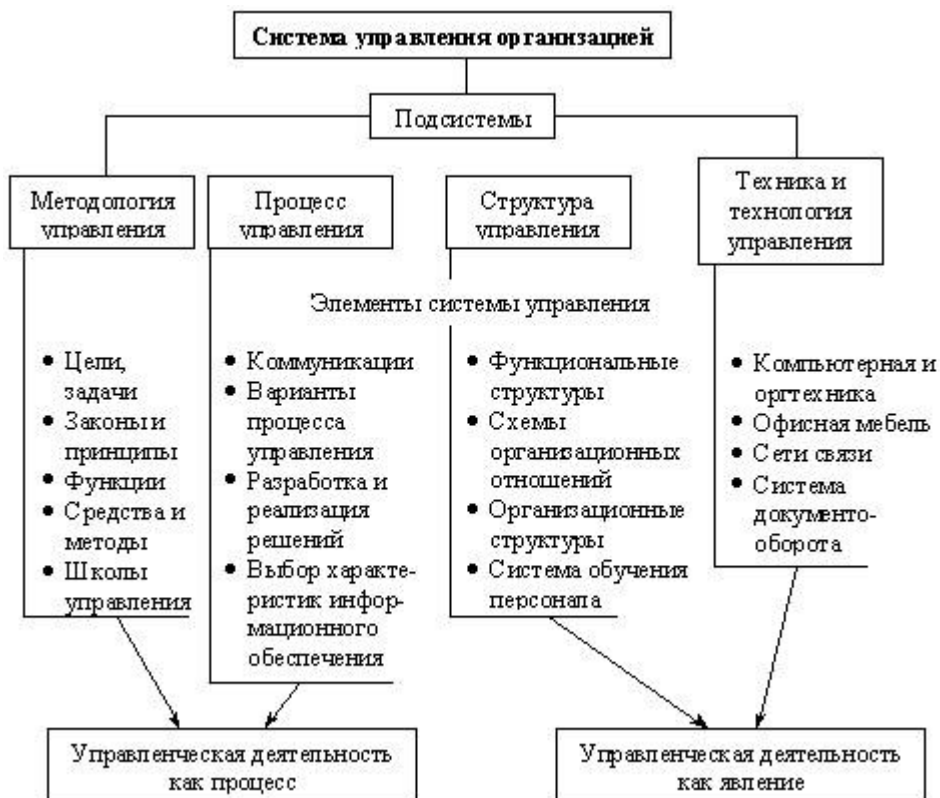 Система управления организацией
Подсистемы
Методология
управления
Процесс
управления
Структура
управления
Техника и
технология
управления
Элементы системы управления
• Цели,
задачи
• Законы и
принципы
• Функции
• Средства и
методы
• Школы
управления
• Коммуникации
• Варианты
процесса
управления
• Разработка и
реализация
решений
• Выбор характе-
ристик инфор-
мационного
обеспечения
• Функциональные
структуры
• Схемы
организационных
отношений
• Организационные
структуры
• Система обучения
персонала
• Компьютерная и
оргтехника
• Офисная мебель
• Сети связи
• Система
документо-
оборота
Управленческая деятельность
как процесс
Управленческая деятельность
как явление